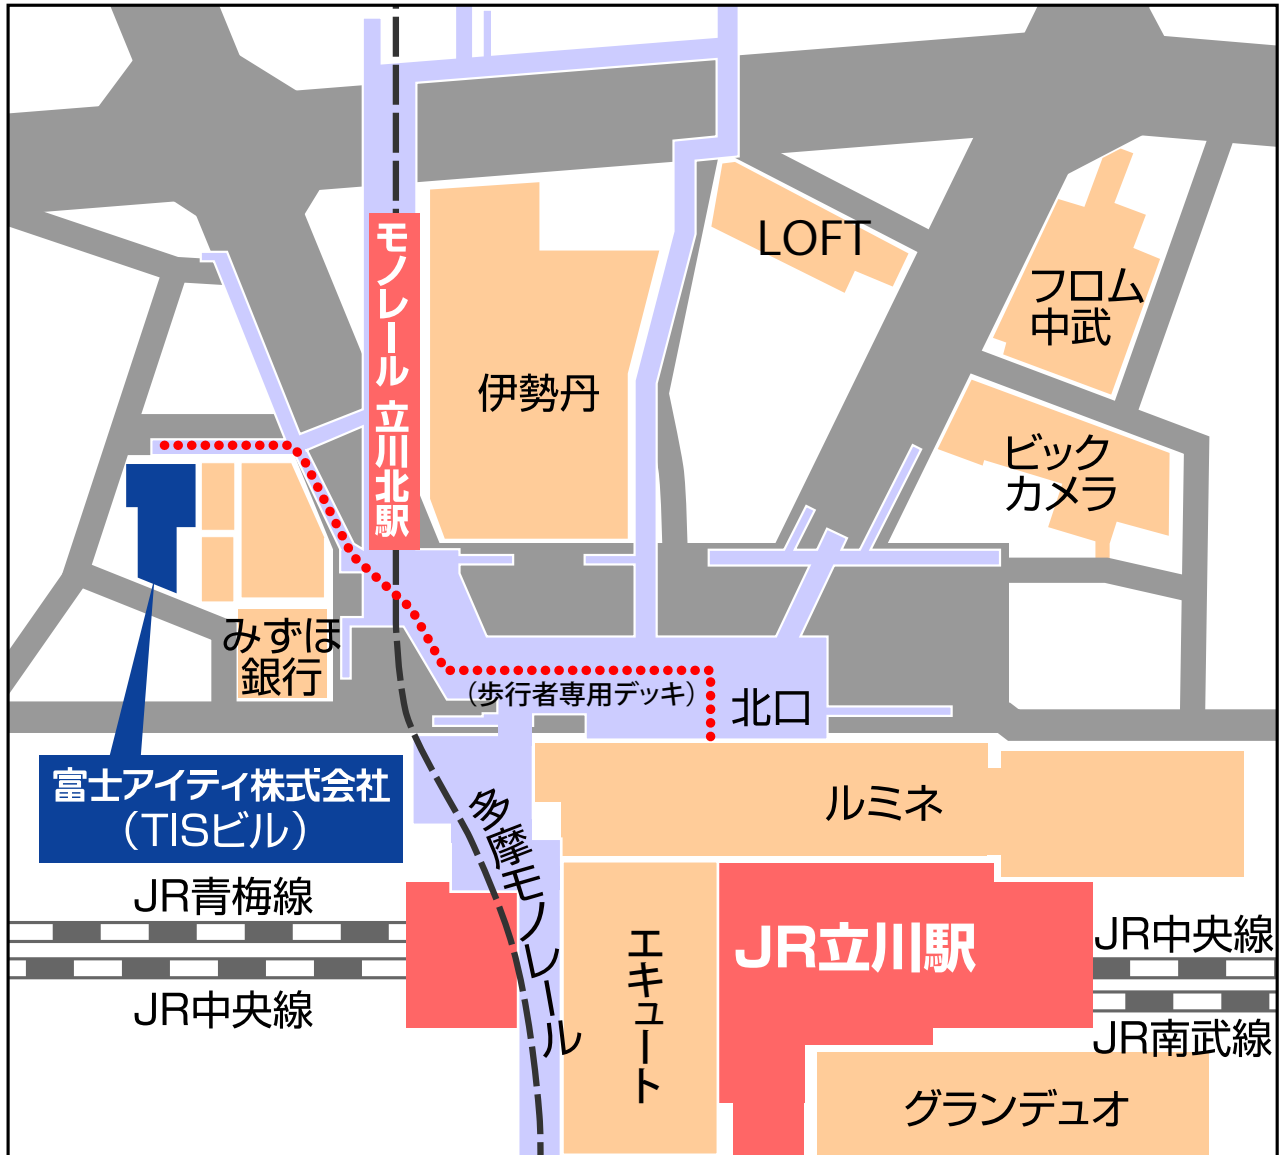 LOFT
フロム
中武
モノレール 立川北駅
伊勢丹
ビック
カメラ
みずほ
銀行
（歩行者専用デッキ）
北口
富士アイティ株式会社
（TISビル）
多摩モノレール
ルミネ
JR青梅線
JR中央線
エキュート
JR立川駅
JR中央線
JR南武線
グランデュオ